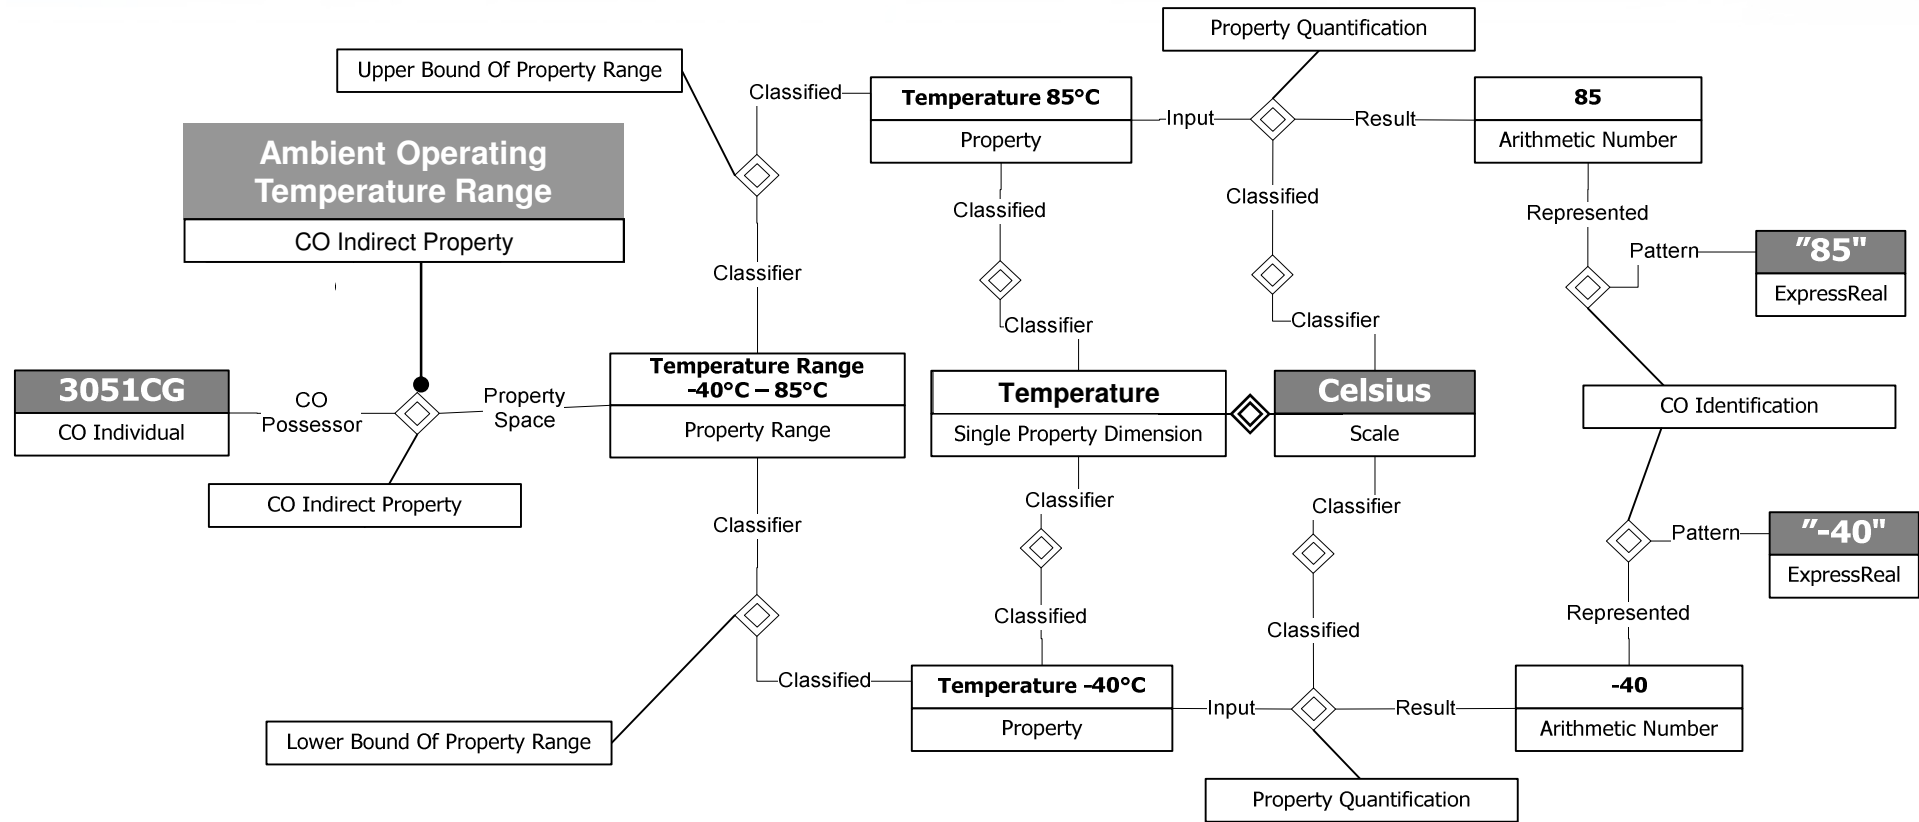 Property Quantification
Upper Bound Of Property Range
Classified
Temperature 85°C
Property
Input
Result
85
Arithmetic Number
Ambient Operating
Temperature Range
CO Indirect Property
Classified
Classified
Represented
Pattern
″85"
ExpressReal
Classifier
Classifier
Classifier
3051CG
CO Individual
CO
Possessor
Property
Space
Temperature Range
-40°C – 85°C
Property Range
Temperature
Single Property Dimension
Celsius
Scale
CO Identification
CO Indirect Property
Classifier
Classifier
Classifier
Pattern
″-40"
ExpressReal
Classified
Classified
Represented
Classified
Temperature -40°C
Property
Input
Result
-40
Arithmetic Number
Lower Bound Of Property Range
Property Quantification